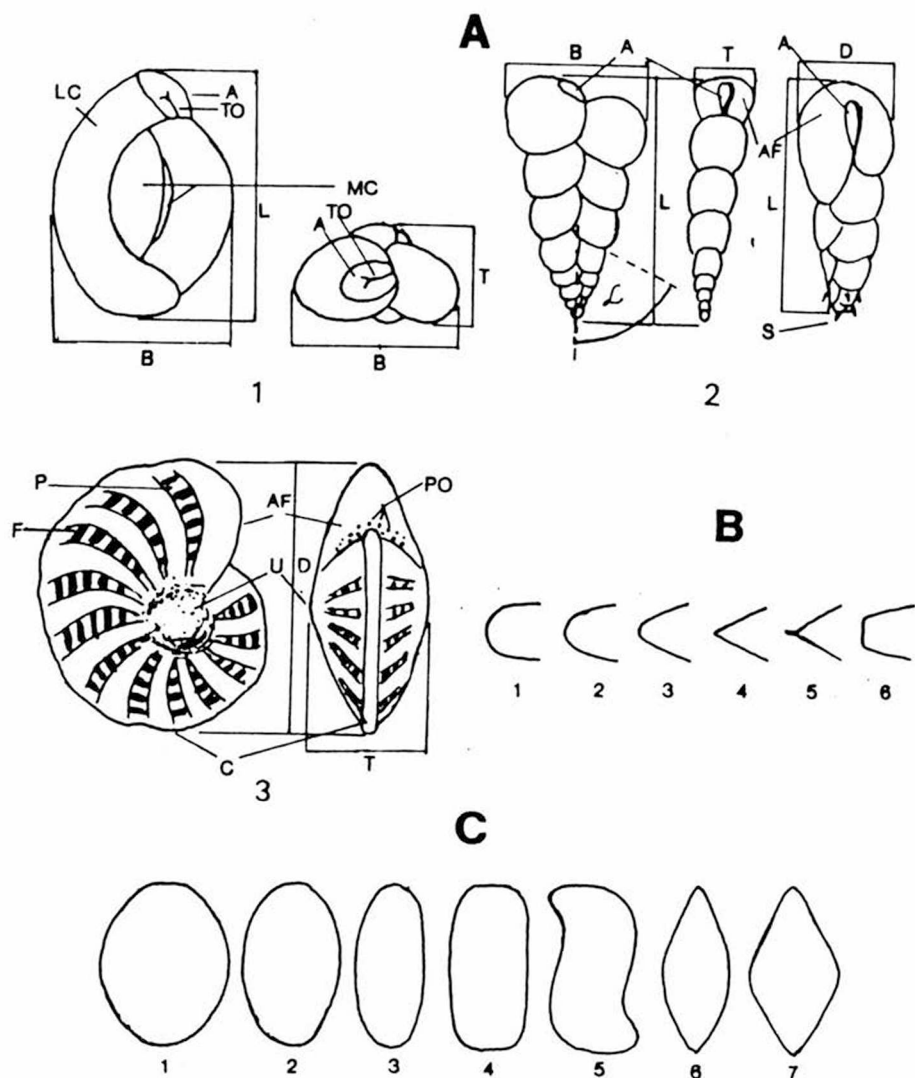 A
B A T A D
LC A TO AF
MC L L L
TO A T
S
B B ℒ
1 2
P AF PO
F U D
B
1 2 3 4 5 6
C T
3
C
1 2 3 4 5 6 7